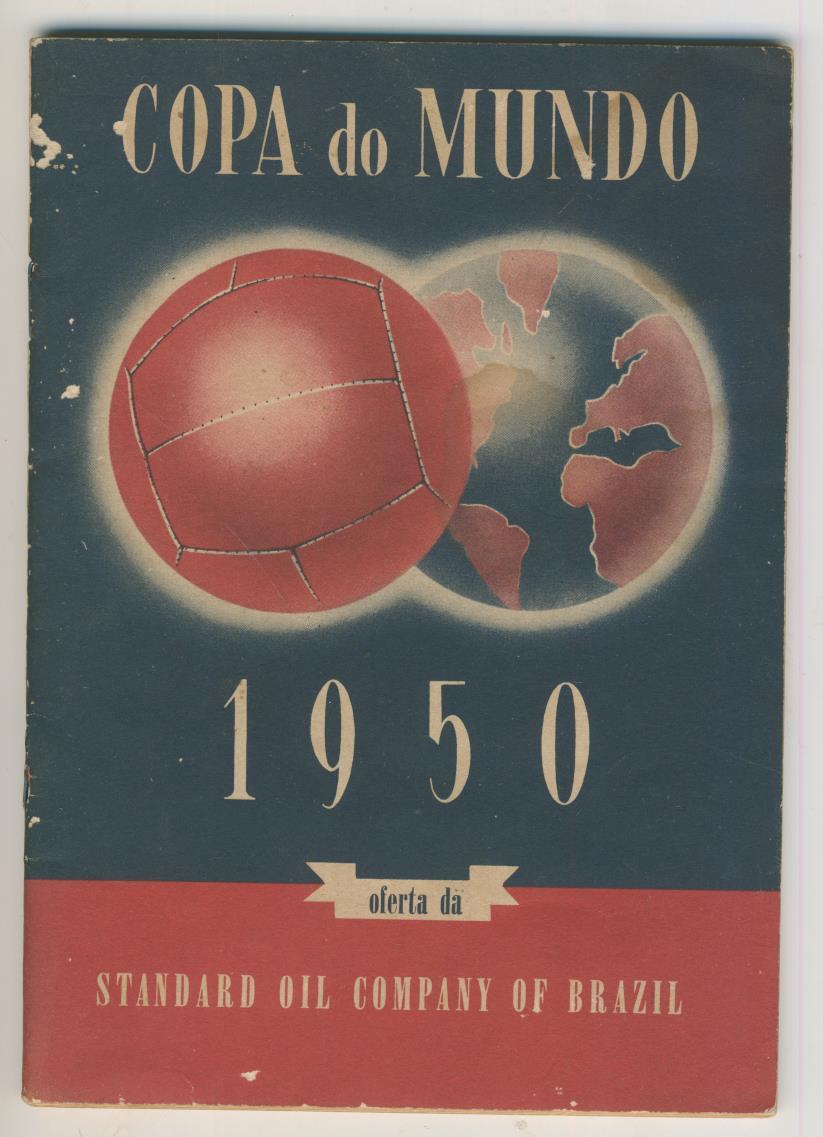 COPA do MUNDO
1950
oferta da
STANDARD OIL COMPANY OF BRAZIL